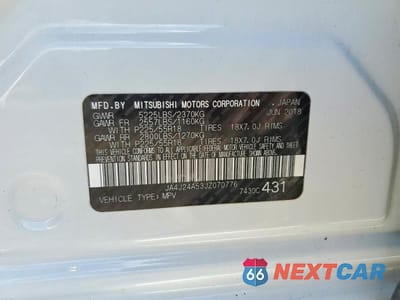 MFD.BY MITSUBISHI MOTORS CORPORATION, JAPAN
GVWR 5225LBS/2370KG JUN 2018
GAWR FR 2557LBS/1160KG
WITH P225/55R18 TIRES 18X7.0J RIMS
GAWR RR 2800LBS/1270KG
WITH P225/55R18 TIRES 18X7.0J RIMS
THIS VEHICLE CONFORMS TO ALL APPLICABLE
FEDERAL MOTOR VEHICLE SAFETY AND THEFT
PREVENTION STANDARDS IN EFFECT ON THE
DATE OF MANUFACTURE SHOWN ABOVE.
JA4J24A53JZ070776
VEHICLE TYPE:MPV 7430C431
66 NEXTCAR